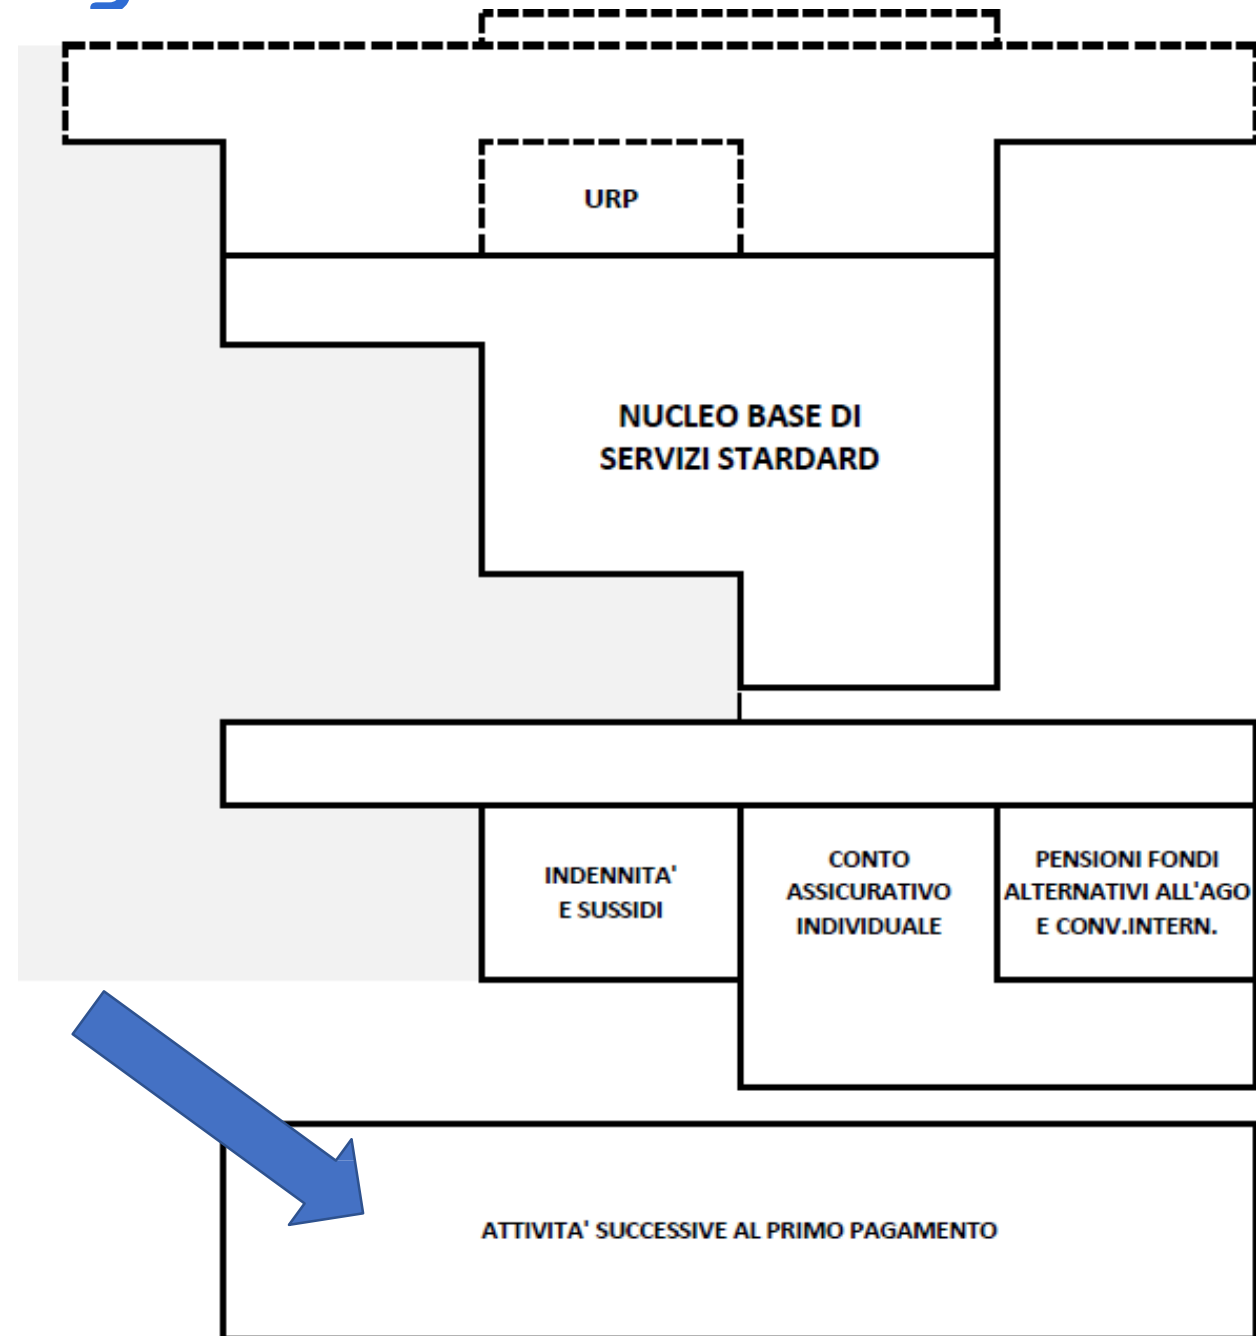 URP
NUCLEO BASE DI
SERVIZI STARDARD
INDENNITA'
E SUSSIDI
CONTO
ASSICURATIVO
INDIVIDUALE
PENSIONI FONDI
ALTERNATIVI ALL'AGO
E CONV.INTERN.
ATTIVITA' SUCCESSIVE AL PRIMO PAGAMENTO